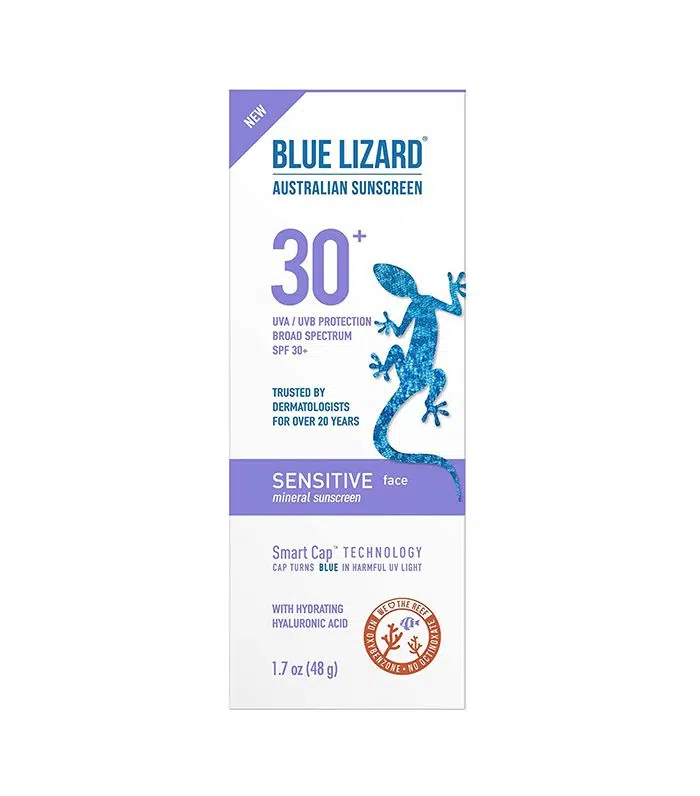 NEW
BLUE LIZARD®
AUSTRALIAN SUNSCREEN
30+
UVA / UVB PROTECTION
BROAD SPECTRUM
SPF 30+
TRUSTED BY
DERMATOLOGISTS
FOR OVER 20 YEARS
SENSITIVE face
mineral sunscreen
Smart Cap™ TECHNOLOGY
CAP TURNS BLUE IN HARMFUL UV LIGHT
WITH HYDRATING
HYALURONIC ACID
WE ♡ THE REEF
NO OXYBENZONE • NO OCTINOXATE
1.7 oz (48 g)